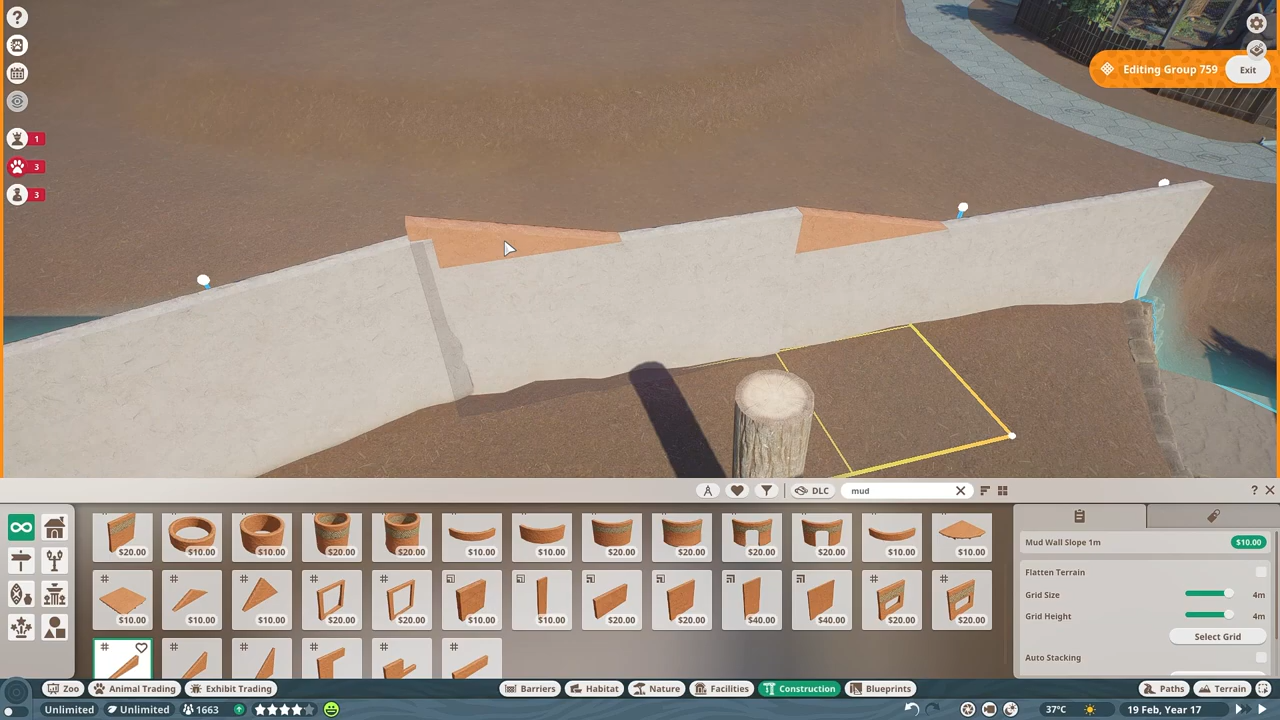 ?
Editing Group 759
Exit
1
3
3
DLC
mud
?
$20.00
$10.00
$10.00
$20.00
$20.00
$10.00
$10.00
$20.00
$20.00
$20.00
$20.00
$10.00
$10.00
Mud Wall Slope 1m
$10.00
Flatten Terrain
Grid Size
4m
$10.00
$10.00
$10.00
$20.00
$20.00
$10.00
$10.00
$20.00
$20.00
$40.00
$40.00
$20.00
$20.00
Grid Height
4m
Select Grid
Auto Stacking
Zoo
Animal Trading
Exhibit Trading
Barriers
Habitat
Nature
Facilities
Construction
Blueprints
Paths
Terrain
Unlimited
Unlimited
1663
37°C
19 Feb, Year 17